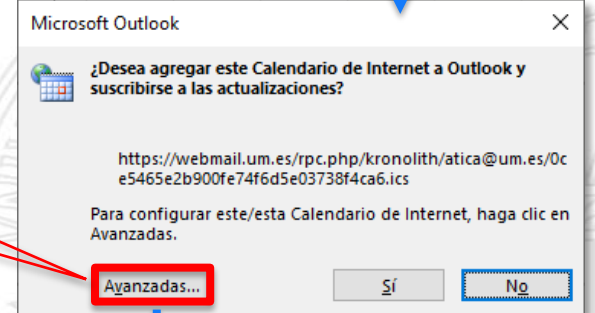 Microsoft Outlook
¿Desea agregar este Calendario de Internet a Outlook y
suscribirse a las actualizaciones?
https://webmail.um.es/rpc.php/kronolith/atica@um.es/0c
e5465e2b900fe74f6d5e03738f4ca6.ics
Para configurar este/esta Calendario de Internet, haga clic en
Avanzadas.
Avanzadas... Sí No